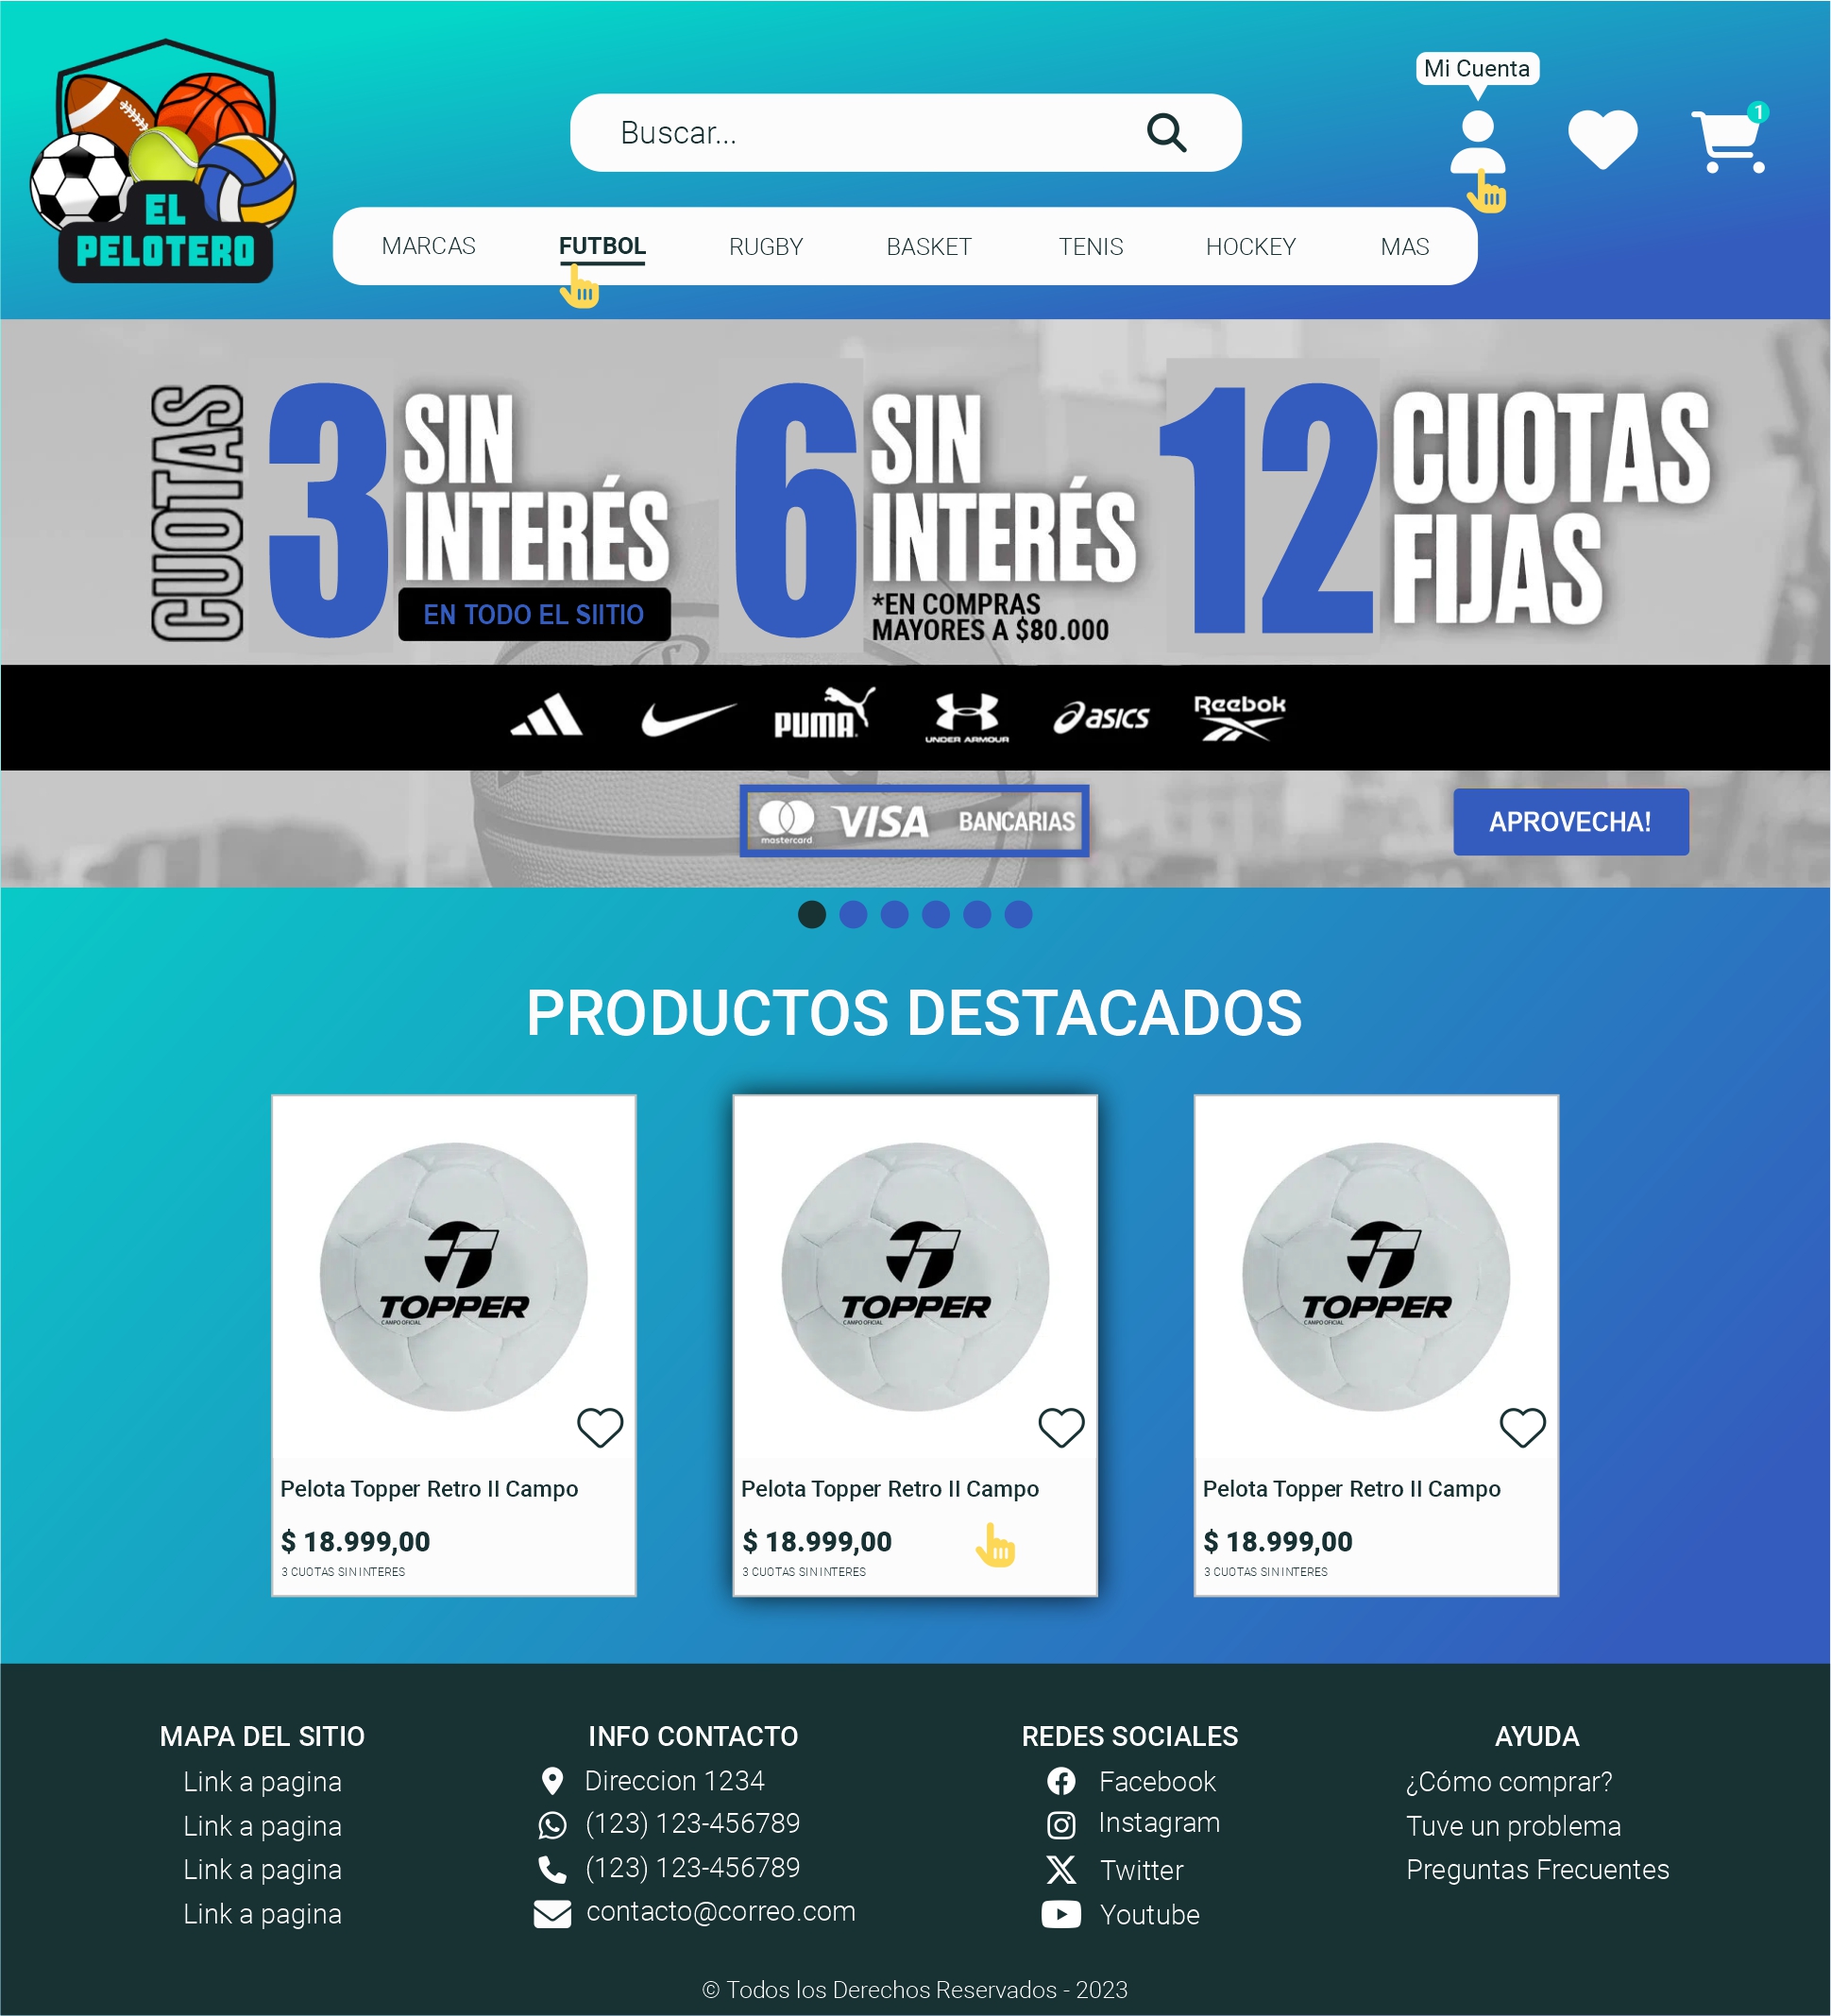 EL
PELOTERO
Buscar...
Mi Cuenta
1
MARCAS FUTBOL RUGBY BASKET TENIS HOCKEY MAS
CUOTAS
3 SIN
INTERÉS
EN TODO EL SIITIO
6 SIN
INTERÉS
*EN COMPRAS
MAYORES A $80.000
12 CUOTAS
FIJAS
PUMA
UNDER ARMOUR
asics
Reebok
mastercard
VISA
BANCARIAS
APROVECHA!
PRODUCTOS DESTACADOS
TOPPER
CAMPO OFICIAL
Pelota Topper Retro II Campo
$ 18.999,00
3 CUOTAS SIN INTERES
TOPPER
CAMPO OFICIAL
Pelota Topper Retro II Campo
$ 18.999,00
3 CUOTAS SIN INTERES
TOPPER
CAMPO OFICIAL
Pelota Topper Retro II Campo
$ 18.999,00
3 CUOTAS SIN INTERES
MAPA DEL SITIO
Link a pagina
Link a pagina
Link a pagina
Link a pagina
INFO CONTACTO
Direccion 1234
(123) 123-456789
(123) 123-456789
contacto@correo.com
REDES SOCIALES
Facebook
Instagram
Twitter
Youtube
AYUDA
¿Cómo comprar?
Tuve un problema
Preguntas Frecuentes
© Todos los Derechos Reservados - 2023